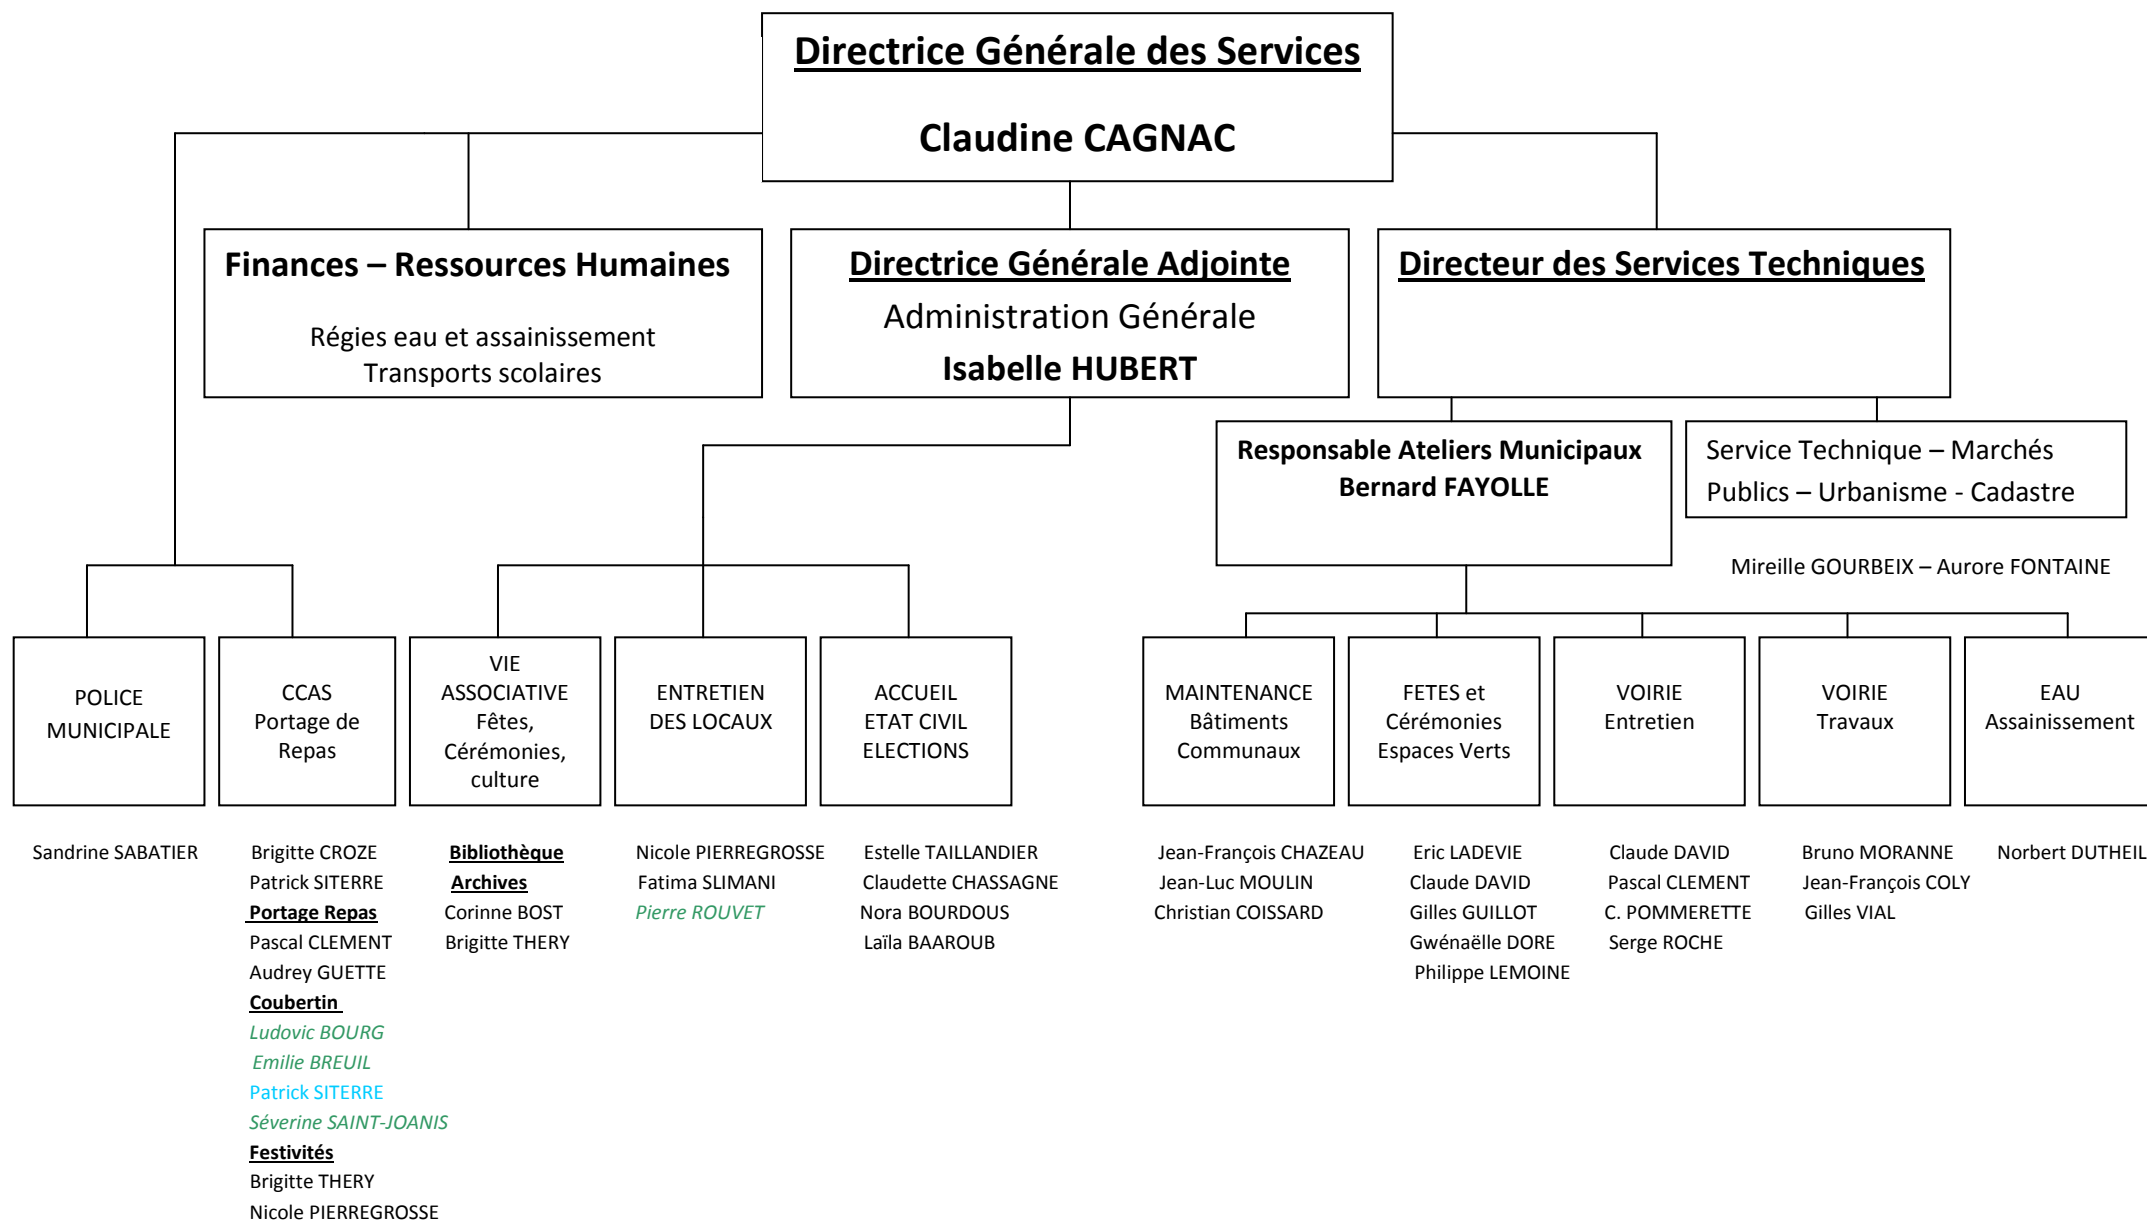 Directrice Générale des Services
Claudine CAGNAC
Finances – Ressources Humaines
Régies eau et assainissement
Transports scolaires
Directrice Générale Adjointe
Administration Générale
Isabelle HUBERT
Directeur des Services Techniques
Responsable Ateliers Municipaux
Bernard FAYOLLE
Service Technique – Marchés
Publics – Urbanisme - Cadastre
Mireille GOURBEIX – Aurore FONTAINE
POLICE
MUNICIPALE
CCAS
Portage de
Repas
VIE
ASSOCIATIVE
Fêtes,
Cérémonies,
culture
ENTRETIEN
DES LOCAUX
ACCUEIL
ETAT CIVIL
ELECTIONS
MAINTENANCE
Bâtiments
Communaux
FETES et
Cérémonies
Espaces Verts
VOIRIE
Entretien
VOIRIE
Travaux
EAU
Assainissement
Sandrine SABATIER
Brigitte CROZE
Patrick SITERRE
Portage Repas
Pascal CLEMENT
Audrey GUETTE
Coubertin
Ludovic BOURG
Emilie BREUIL
Patrick SITERRE
Séverine SAINT-JOANIS
Festivités
Brigitte THERY
Nicole PIERREGROSSE
Bibliothèque
Archives
Corinne BOST
Brigitte THERY
Nicole PIERREGROSSE
Fatima SLIMANI
Pierre ROUVET
Estelle TAILLANDIER
Claudette CHASSAGNE
Nora BOURDOUS
Laïla BAAROUB
Jean-François CHAZEAU
Jean-Luc MOULIN
Christian COISSARD
Eric LADEVIE
Claude DAVID
Gilles GUILLOT
Gwénaëlle DORE
Philippe LEMOINE
Claude DAVID
Pascal CLEMENT
C. POMMERETTE
Serge ROCHE
Bruno MORANNE
Jean-François COLY
Gilles VIAL
Norbert DUTHEIL